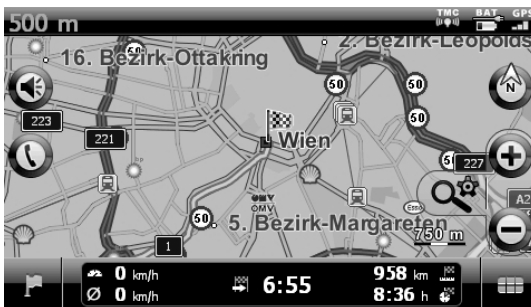 500 m
TMC BAT GPS
2. Bezirk-Leopolds
16. Bezirk-Ottakring
50
50
50
223
221
Wien
227
OMV
OMV
Esso
A2
50
5. Bezirk-Margareten
750 m
1
0 km/h
Ø 0 km/h
6:55
958 km
8:36 h